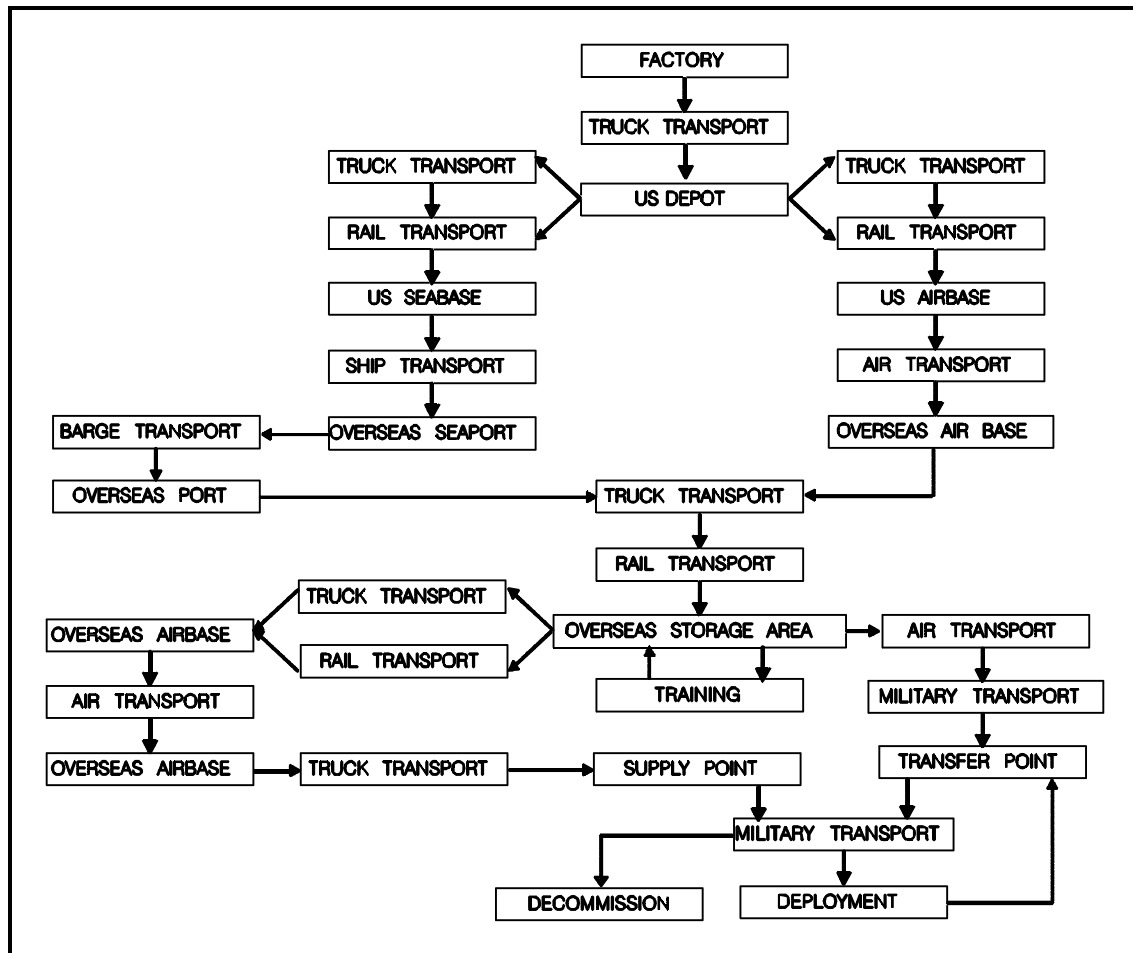 FACTORY
TRUCK TRANSPORT
TRUCK TRANSPORT
US DEPOT
TRUCK TRANSPORT
RAIL TRANSPORT
RAIL TRANSPORT
US SEABASE
US AIRBASE
SHIP TRANSPORT
AIR TRANSPORT
BARGE TRANSPORT
OVERSEAS SEAPORT
OVERSEAS AIR BASE
OVERSEAS PORT
TRUCK TRANSPORT
RAIL TRANSPORT
TRUCK TRANSPORT
OVERSEAS AIRBASE
OVERSEAS STORAGE AREA
AIR TRANSPORT
RAIL TRANSPORT
AIR TRANSPORT
TRAINING
MILITARY TRANSPORT
OVERSEAS AIRBASE
TRUCK TRANSPORT
SUPPLY POINT
TRANSFER POINT
MILITARY TRANSPORT
DECOMMISSION
DEPLOYMENT